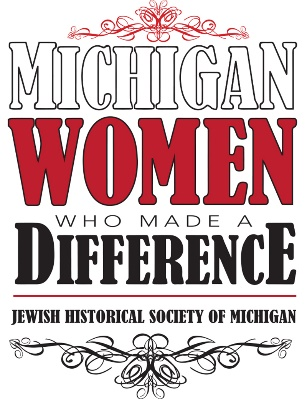 MICHIGAN
WOMEN
WHO MADE A
DIFFERENCE
JEWISH HISTORICAL SOCIETY OF MICHIGAN